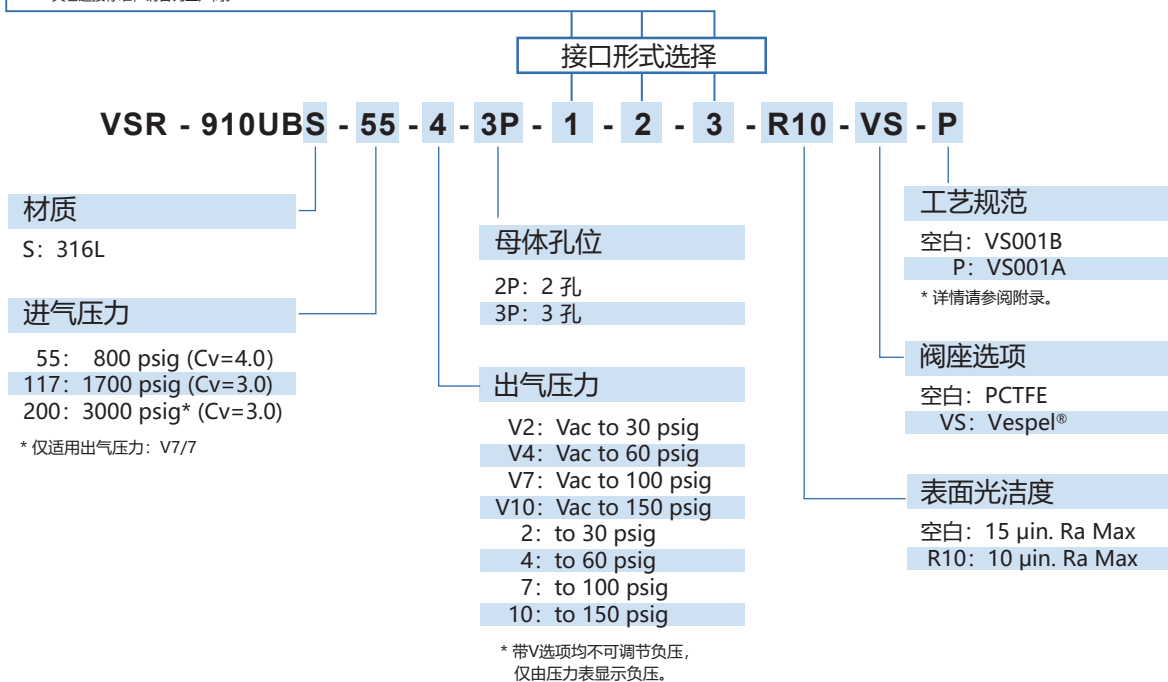 接口形式选择
VSR - 910UBS - 55 - 4 - 3P - 1 - 2 - 3 - R10 - VS - P
材质
S: 316L
进气压力
55: 800 psig (Cv=4.0)
117: 1700 psig (Cv=3.0)
200: 3000 psig* (Cv=3.0)
* 仅适用出气压力: V7/7
母体孔位
2P: 2 孔
3P: 3 孔
出气压力
V2: Vac to 30 psig
V4: Vac to 60 psig
V7: Vac to 100 psig
V10: Vac to 150 psig
2: to 30 psig
4: to 60 psig
7: to 100 psig
10: to 150 psig
* 带V选项均不可调节负压,
仅由压力表显示负压。
工艺规范
空白: VS001B
P: VS001A
* 详情请参阅附录。
阀座选项
空白: PCTFE
VS: Vespel®
表面光洁度
空白: 15 µin. Ra Max
R10: 10 µin. Ra Max